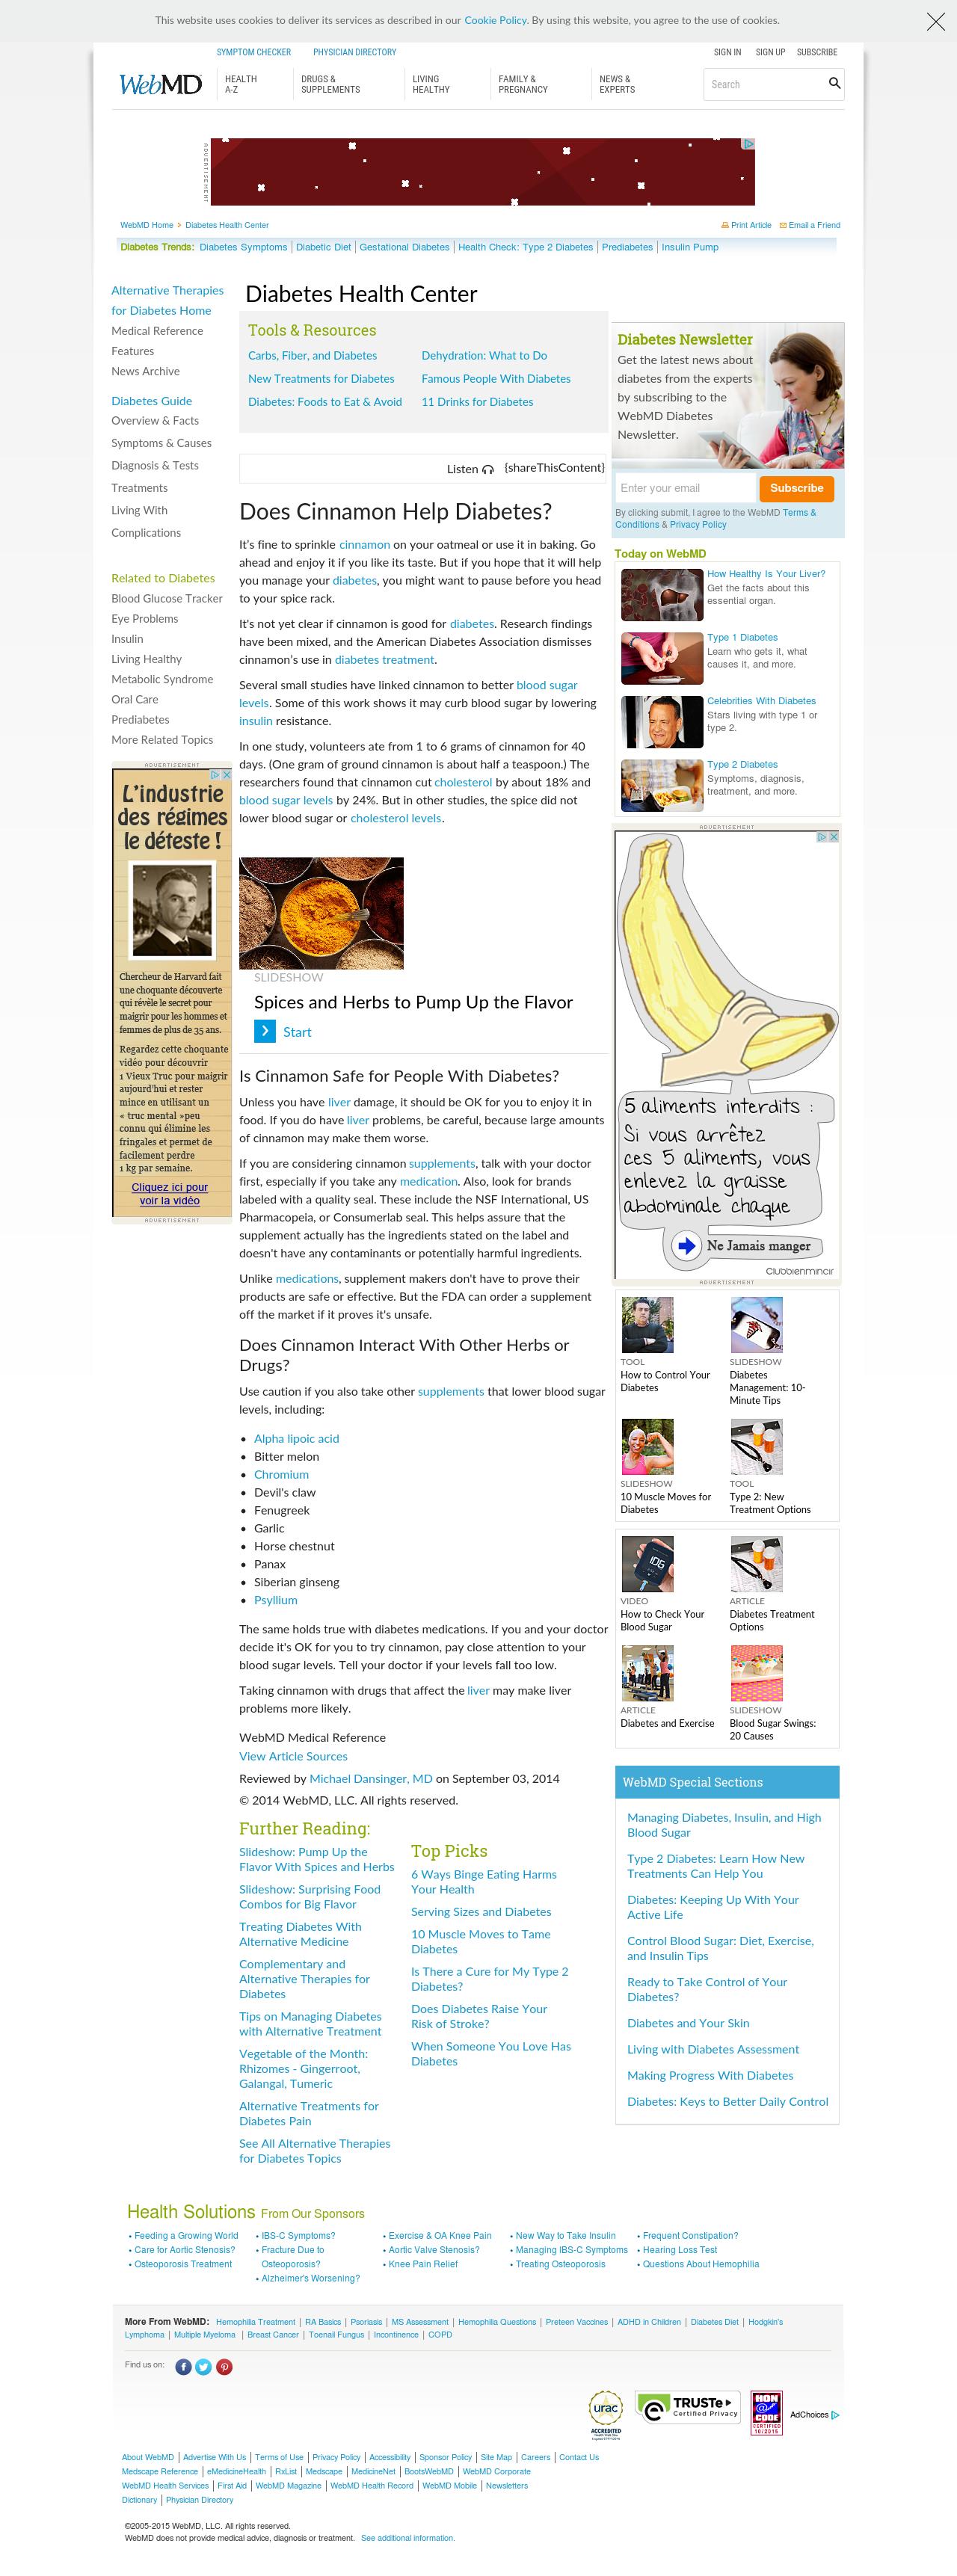 This website uses cookies to deliver its services as described in our Cookie Policy. By using this website, you agree to the use of cookies.
SYMPTOM CHECKER PHYSICIAN DIRECTORY SIGN IN SIGN UP SUBSCRIBE
WebMD
HEALTH
A-Z
DRUGS &
SUPPLEMENTS
LIVING
HEALTHY
FAMILY &
PREGNANCY
NEWS &
EXPERTS
Search
ADVERTISEMENT
WebMD Home > Diabetes Health Center
Print Article Email a Friend
Diabetes Trends: Diabetes Symptoms | Diabetic Diet | Gestational Diabetes | Health Check: Type 2 Diabetes | Prediabetes | Insulin Pump
Alternative Therapies
for Diabetes Home
Medical Reference
Features
News Archive
Diabetes Guide
Overview & Facts
Symptoms & Causes
Diagnosis & Tests
Treatments
Living With
Complications
Related to Diabetes
Blood Glucose Tracker
Eye Problems
Insulin
Living Healthy
Metabolic Syndrome
Oral Care
Prediabetes
More Related Topics
ADVERTISEMENT
L'industrie
des régimes
le déteste !
Chercheur de Harvard fait
une choquante découverte
qui révèle le secret pour
maigrir pour les hommes et
femmes de plus de 35 ans.
Regardez cette choquante
vidéo pour découvrir
1 Vieux Truc pour maigrir
aujourd'hui et rester
mince en utilisant un
« truc mental »peu
connu qui élimine les
fringales et permet de
facilement perdre
1 kg par semaine.
Cliquez ici pour
voir la vidéo
ADVERTISEMENT
Diabetes Health Center
Tools & Resources
Carbs, Fiber, and Diabetes
New Treatments for Diabetes
Diabetes: Foods to Eat & Avoid
Dehydration: What to Do
Famous People With Diabetes
11 Drinks for Diabetes
Listen {shareThisContent}
Does Cinnamon Help Diabetes?
It’s fine to sprinkle cinnamon on your oatmeal or use it in baking. Go
ahead and enjoy it if you like its taste. But if you hope that it will help
you manage your diabetes, you might want to pause before you head
to your spice rack.
It's not yet clear if cinnamon is good for diabetes. Research findings
have been mixed, and the American Diabetes Association dismisses
cinnamon’s use in diabetes treatment.
Several small studies have linked cinnamon to better blood sugar
levels. Some of this work shows it may curb blood sugar by lowering
insulin resistance.
In one study, volunteers ate from 1 to 6 grams of cinnamon for 40
days. (One gram of ground cinnamon is about half a teaspoon.) The
researchers found that cinnamon cut cholesterol by about 18% and
blood sugar levels by 24%. But in other studies, the spice did not
lower blood sugar or cholesterol levels.
SLIDESHOW
Spices and Herbs to Pump Up the Flavor
Start
Is Cinnamon Safe for People With Diabetes?
Unless you have liver damage, it should be OK for you to enjoy it in
food. If you do have liver problems, be careful, because large amounts
of cinnamon may make them worse.
If you are considering cinnamon supplements, talk with your doctor
first, especially if you take any medication. Also, look for brands
labeled with a quality seal. These include the NSF International, US
Pharmacopeia, or Consumerlab seal. This helps assure that the
supplement actually has the ingredients stated on the label and
doesn't have any contaminants or potentially harmful ingredients.
Unlike medications, supplement makers don't have to prove their
products are safe or effective. But the FDA can order a supplement
off the market if it proves it's unsafe.
Does Cinnamon Interact With Other Herbs or
Drugs?
Use caution if you also take other supplements that lower blood sugar
levels, including:
• Alpha lipoic acid
• Bitter melon
• Chromium
• Devil's claw
• Fenugreek
• Garlic
• Horse chestnut
• Panax
• Siberian ginseng
• Psyllium
The same holds true with diabetes medications. If you and your doctor
decide it's OK for you to try cinnamon, pay close attention to your
blood sugar levels. Tell your doctor if your levels fall too low.
Taking cinnamon with drugs that affect the liver may make liver
problems more likely.
WebMD Medical Reference
View Article Sources
Reviewed by Michael Dansinger, MD on September 03, 2014
© 2014 WebMD, LLC. All rights reserved.
Further Reading:
Slideshow: Pump Up the
Flavor With Spices and Herbs
Slideshow: Surprising Food
Combos for Big Flavor
Treating Diabetes With
Alternative Medicine
Complementary and
Alternative Therapies for
Diabetes
Tips on Managing Diabetes
with Alternative Treatment
Vegetable of the Month:
Rhizomes - Gingerroot,
Galangal, Tumeric
Alternative Treatments for
Diabetes Pain
See All Alternative Therapies
for Diabetes Topics
Top Picks
6 Ways Binge Eating Harms
Your Health
Serving Sizes and Diabetes
10 Muscle Moves to Tame
Diabetes
Is There a Cure for My Type 2
Diabetes?
Does Diabetes Raise Your
Risk of Stroke?
When Someone You Love Has
Diabetes
Diabetes Newsletter
Get the latest news about
diabetes from the experts
by subscribing to the
WebMD Diabetes
Newsletter.
Enter your email Subscribe
By clicking submit, I agree to the WebMD Terms &
Conditions & Privacy Policy
Today on WebMD
How Healthy Is Your Liver?
Get the facts about this
essential organ.
Type 1 Diabetes
Learn who gets it, what
causes it, and more.
Celebrities With Diabetes
Stars living with type 1 or
type 2.
Type 2 Diabetes
Symptoms, diagnosis,
treatment, and more.
ADVERTISEMENT
5 aliments interdits :
Si vous arrêtez
ces 5 aliments, vous
enlevez la graisse
abdominale chaque
Ne Jamais manger
Clubbienmincir
ADVERTISEMENT
TOOL
How to Control Your
Diabetes
SLIDESHOW
Diabetes
Management: 10-
Minute Tips
SLIDESHOW
10 Muscle Moves for
Diabetes
TOOL
Type 2: New
Treatment Options
106
VIDEO
How to Check Your
Blood Sugar
ARTICLE
Diabetes Treatment
Options
ARTICLE
Diabetes and Exercise
SLIDESHOW
Blood Sugar Swings:
20 Causes
WebMD Special Sections
Managing Diabetes, Insulin, and High
Blood Sugar
Type 2 Diabetes: Learn How New
Treatments Can Help You
Diabetes: Keeping Up With Your
Active Life
Control Blood Sugar: Diet, Exercise,
and Insulin Tips
Ready to Take Control of Your
Diabetes?
Diabetes and Your Skin
Living with Diabetes Assessment
Making Progress With Diabetes
Diabetes: Keys to Better Daily Control
Health Solutions From Our Sponsors
• Feeding a Growing World
• Care for Aortic Stenosis?
• Osteoporosis Treatment
• IBS-C Symptoms?
• Fracture Due to
Osteoporosis?
• Alzheimer's Worsening?
• Exercise & OA Knee Pain
• Aortic Valve Stenosis?
• Knee Pain Relief
• New Way to Take Insulin
• Managing IBS-C Symptoms
• Treating Osteoporosis
• Frequent Constipation?
• Hearing Loss Test
• Questions About Hemophilia
More From WebMD: Hemophilia Treatment | RA Basics | Psoriasis | MS Assessment | Hemophilia Questions | Preteen Vaccines | ADHD in Children | Diabetes Diet | Hodgkin's
Lymphoma | Multiple Myeloma | Breast Cancer | Toenail Fungus | Incontinence | COPD
Find us on:
urac
ACCREDITED
TRUSTe
Certified Privacy
HON
@
CODE
CERTIFIED
10/2015
AdChoices
About WebMD | Advertise With Us | Terms of Use | Privacy Policy | Accessibility | Sponsor Policy | Site Map | Careers | Contact Us
Medscape Reference | eMedicineHealth | RxList | Medscape | MedicineNet | BootsWebMD | WebMD Corporate
WebMD Health Services | First Aid | WebMD Magazine | WebMD Health Record | WebMD Mobile | Newsletters
Dictionary | Physician Directory
©2005-2015 WebMD, LLC. All rights reserved.
WebMD does not provide medical advice, diagnosis or treatment. See additional information.